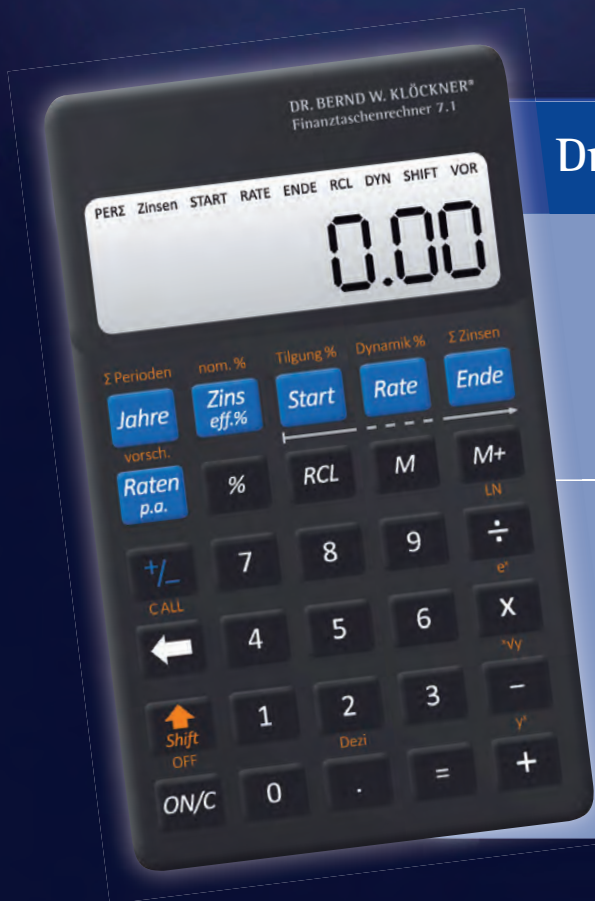 DR. BERND W. KLÖCKNER®
Finanztaschenrechner 7.1
Dr
PERΣ Zinsen START RATE ENDE RCL DYN SHIFT VOR
0.00
Σ Perioden nom. % Tilgung % Dynamik % Σ Zinsen
Jahre Zins eff.% Start Rate Ende
vorsch.
Raten p.a. % RCL M M+
LN
+/− 7 8 9 ÷
C ALL eˣ
4 5 6 X
ˣ√y
Shift 1 2 3 −
OFF Dezi yˣ
ON/C 0 . = +